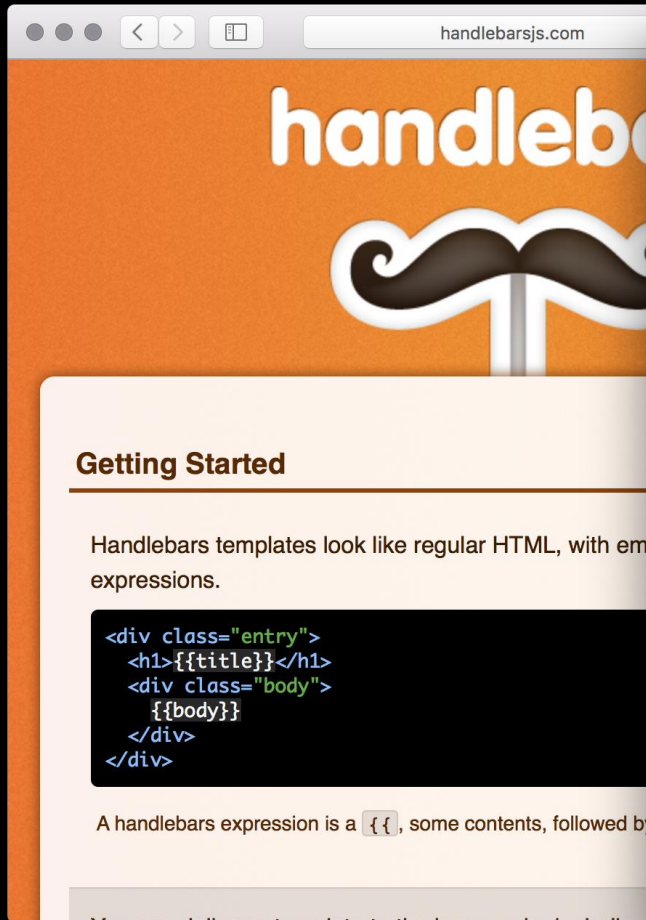 handlebarsjs.com
handleb
Getting Started
Handlebars templates look like regular HTML, with em
expressions.
<div class="entry">
<h1>{{title}}</h1>
<div class="body">
{{body}}
</div>
</div>
A handlebars expression is a {{, some contents, followed by